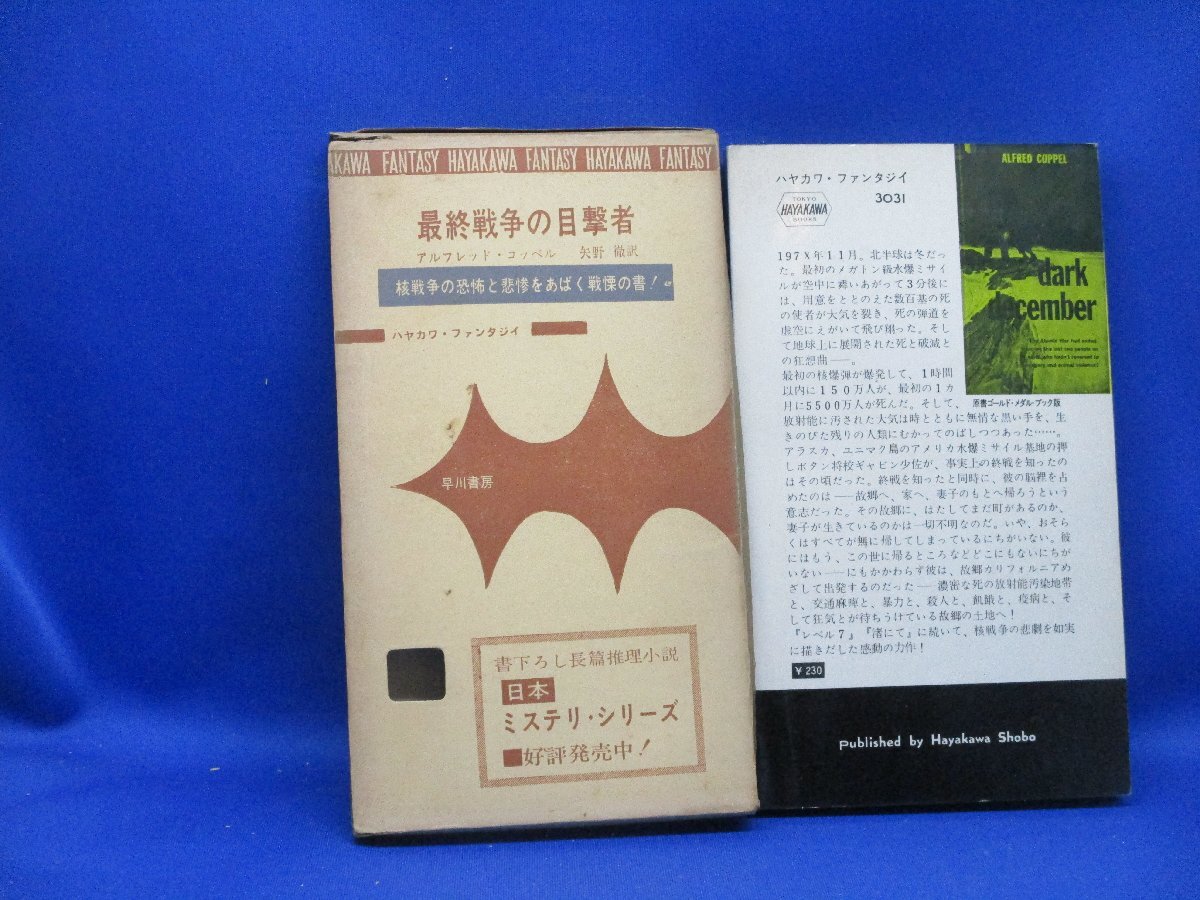 KAWA FANTASY HAYAKAWA FANTASY HAYAKAWA FANTASY
最終戦争の目撃者
アルフレッド・コッペル 矢野 徹訳
核戦争の恐怖と悲惨をあばく戦慄の書!
ハヤカワ・ファンタジイ
早川書房
書下ろし長篇推理小説
日本
ミステリ・シリーズ
■好評発売中!
ハヤカワ・ファンタジイ
TOKYO
HAYAKAWA
BOOKS
3031
ALFRED COPPEL
dark
december
原書ゴールド・メダル・ブック版
197X年11月。北半球は冬だっ
た。最初のメガトン級水爆ミサイ
ルが空中に舞いあがって3分後に
は、用意をととのえた数百基の死
の使者が大気を裂き、死の弾道を
虚空にえがいて飛び翔った。そし
て地球上に展開された死と破滅と
の狂想曲——。
最初の核爆弾が爆発して、1時間
以内に150万人が、最初の1カ
月に5500万人が死んだ。そして、
放射能に汚された大気は時とともに無情な黒い手を、生
きのびた残りの人類にむかってのばしつつあった……。
アラスカ、ユニマク島のアメリカ水爆ミサイル基地の押
しボタン将校ギャビン少佐が、事実上の終戦を知ったの
はその頃だった。終戦を知ったと同時に、彼の脳裡を占
めたのは——故郷へ、家へ、妻子のもとへ帰ろうという
意志だった。その故郷に、はたしてまだ町があるのか、
妻子が生きているのかは一切不明なのだ。いや、おそら
くはすべてが無に帰してしまっているにちがいない。彼
にはもう、この世に帰るところなどどこにもないにちが
いない——にもかかわらず彼は、故郷カリフォルニアめ
ざして出発するのだった——濃密な死の放射能汚染地帯
と、交通麻痺と、暴力と、殺人と、飢餓と、疫病と、そ
して狂気とが待ちうけている故郷の土地へ!
『レベル7』『渚にて』に続いて、核戦争の悲劇を如実
に描きだした感動の力作!
¥230
Published by Hayakawa Shobo